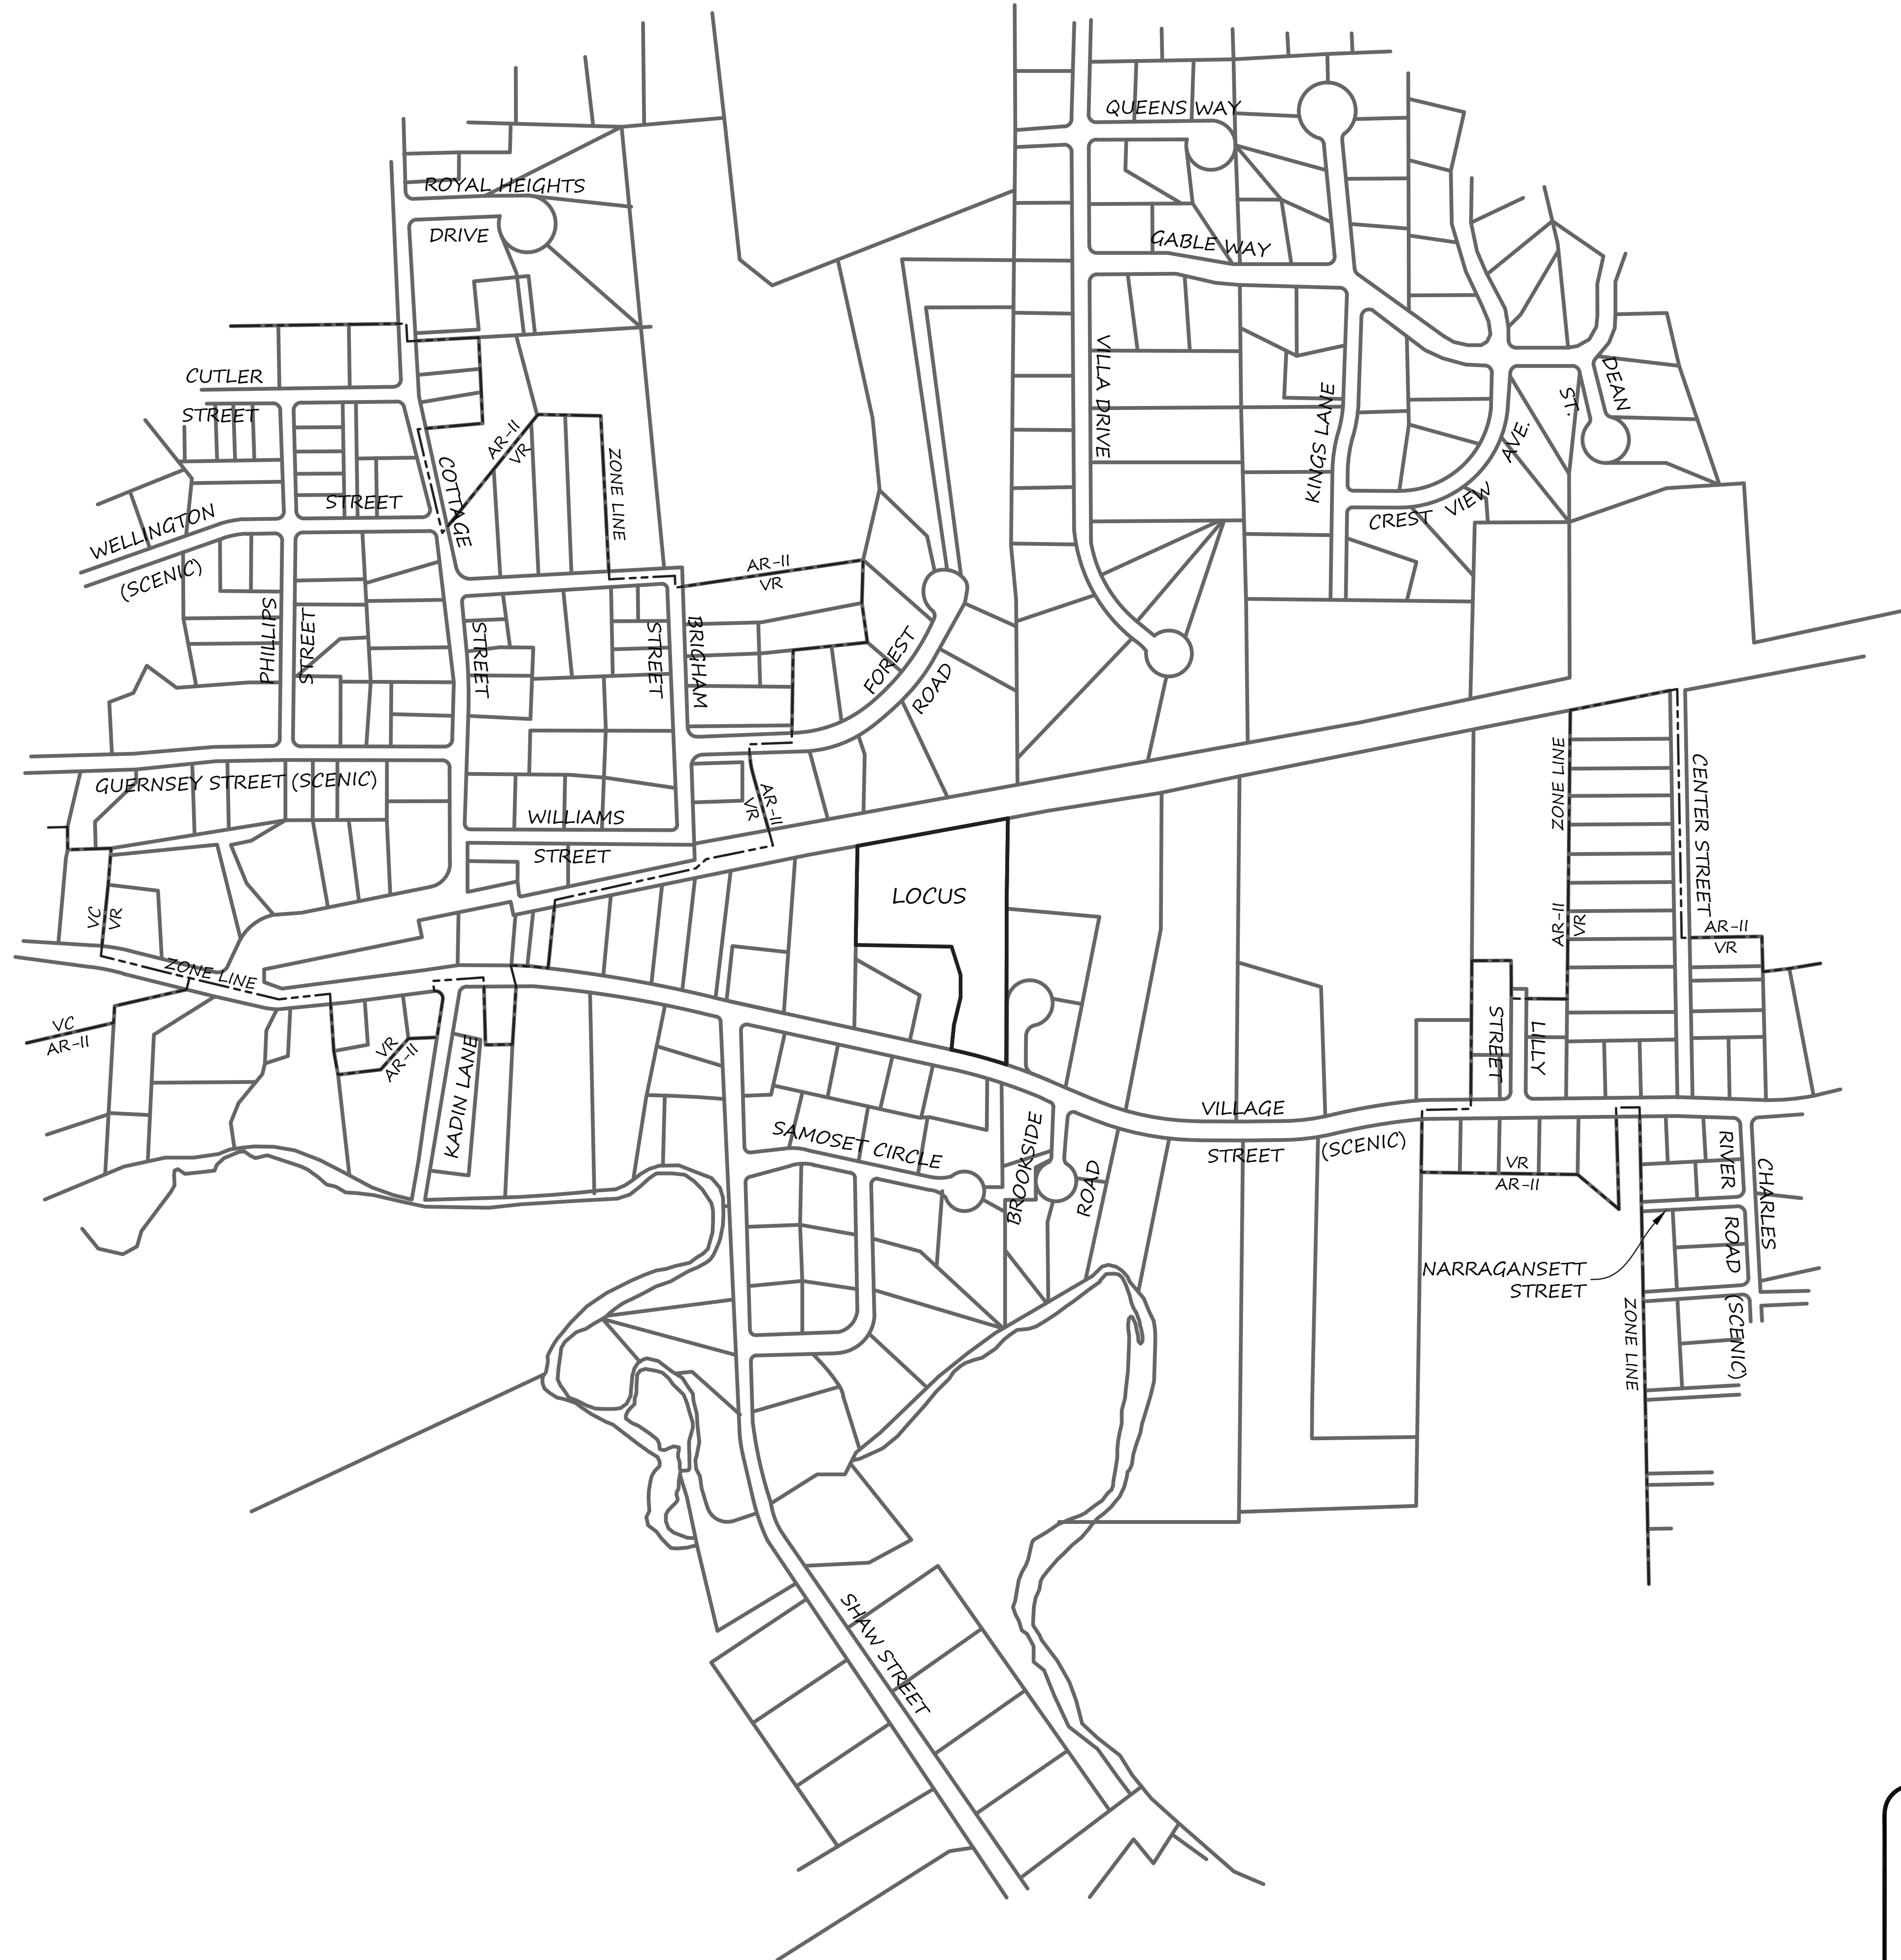 QUEENS WAY
ROYAL HEIGHTS
DRIVE
GABLE WAY
CUTLER
STREET
VILLA DRIVE
KINGS LANE
DEAN
ST.
AVE.
CREST VIEW
AR-II
VR
ZONE LINE
COTTAGE
STREET
WELLINGTON
STREET
(SCENIC)
PHILLIPS
STREET
STREET
BRIGHAM
AR-II
VR
FOREST
ROAD
GUERNSEY STREET (SCENIC)
WILLIAMS
STREET
VR
AR-II
LOCUS
ZONE LINE
CENTER STREET
AR-II
VR
AR-II
VR
VC
VR
ZONE LINE
VC
AR-II
VR
AR-II
KADIN LANE
STREET
LILLY
VILLAGE
STREET
(SCENIC)
SAMOSET CIRCLE
BROOKSIDE
ROAD
VR
AR-II
RIVER
ROAD
(SCENIC)
CHARLES
NARRAGANSETT
STREET
ZONE LINE
SHAW STREET